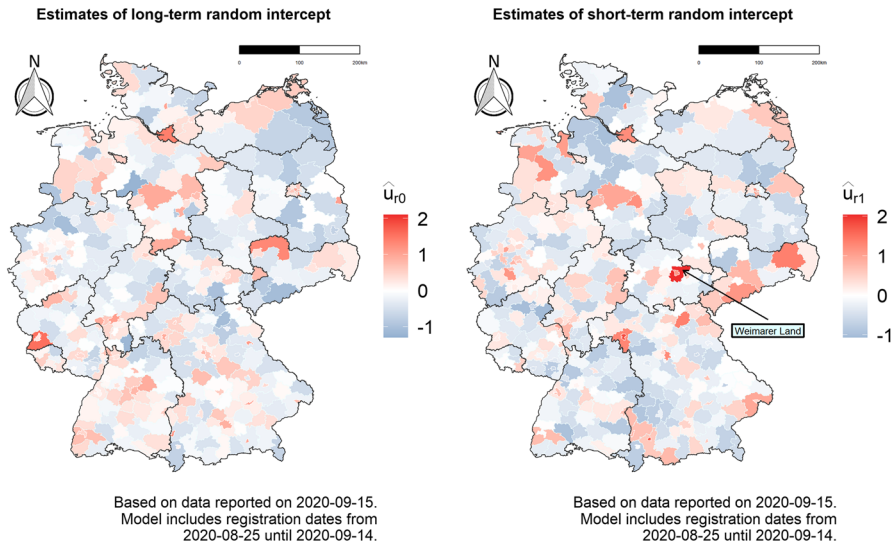 Estimates of long-term random intercept
N
0 100 200km
û_r0
2
1
0
-1
Based on data reported on 2020-09-15.
Model includes registration dates from
2020-08-25 until 2020-09-14.
Estimates of short-term random intercept
N
0 100 200km
û_r1
2
1
0
-1
Weimarer Land
Based on data reported on 2020-09-15.
Model includes registration dates from
2020-08-25 until 2020-09-14.